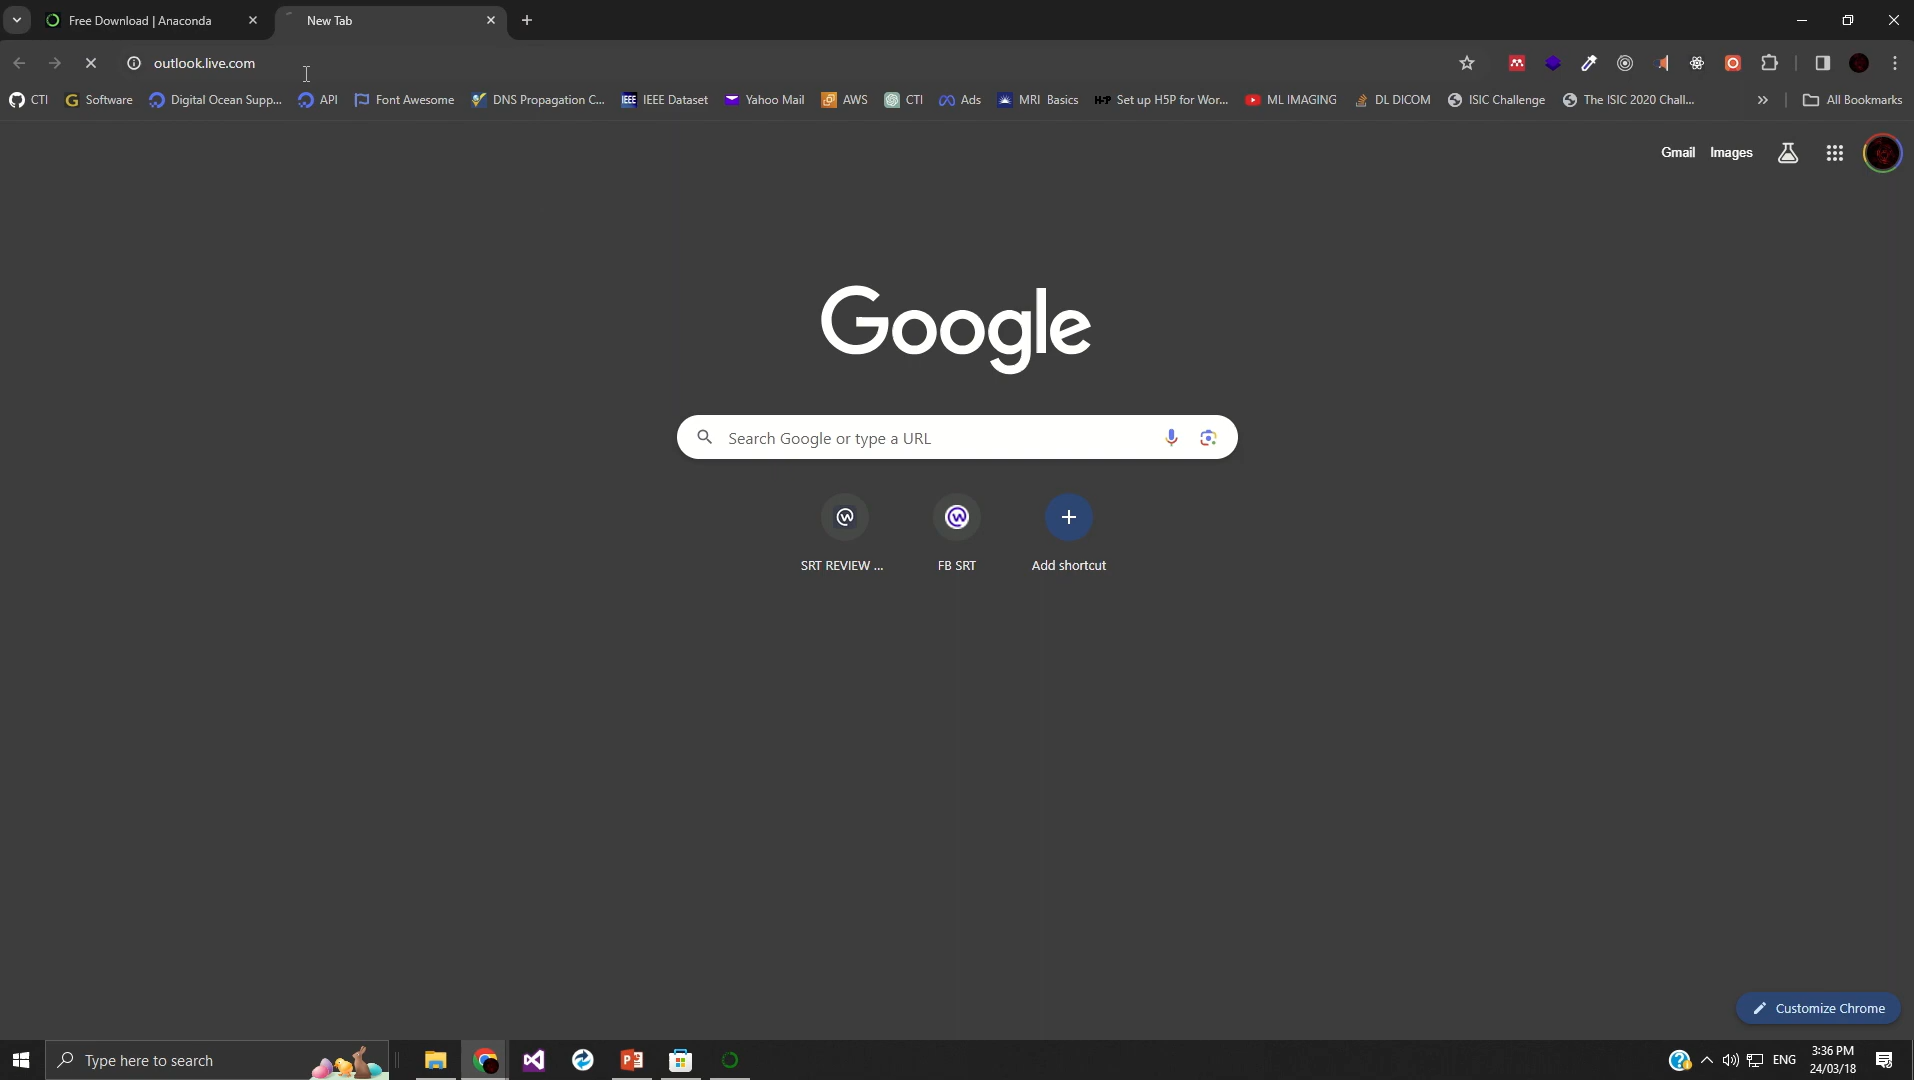 Free Download | Anaconda
New Tab
outlook.live.com
CTI
Software
Digital Ocean Supp...
API
Font Awesome
DNS Propagation C...
IEEE IEEE Dataset
Yahoo Mail
AWS
CTI
Ads
MRI Basics
H-P Set up H5P for Wor...
ML IMAGING
DL DICOM
ISIC Challenge
The ISIC 2020 Chall...
All Bookmarks
Gmail Images
Google
Search Google or type a URL
SRT REVIEW ...
FB SRT
Add shortcut
Customize Chrome
Type here to search
ENG
3:36 PM
24/03/18